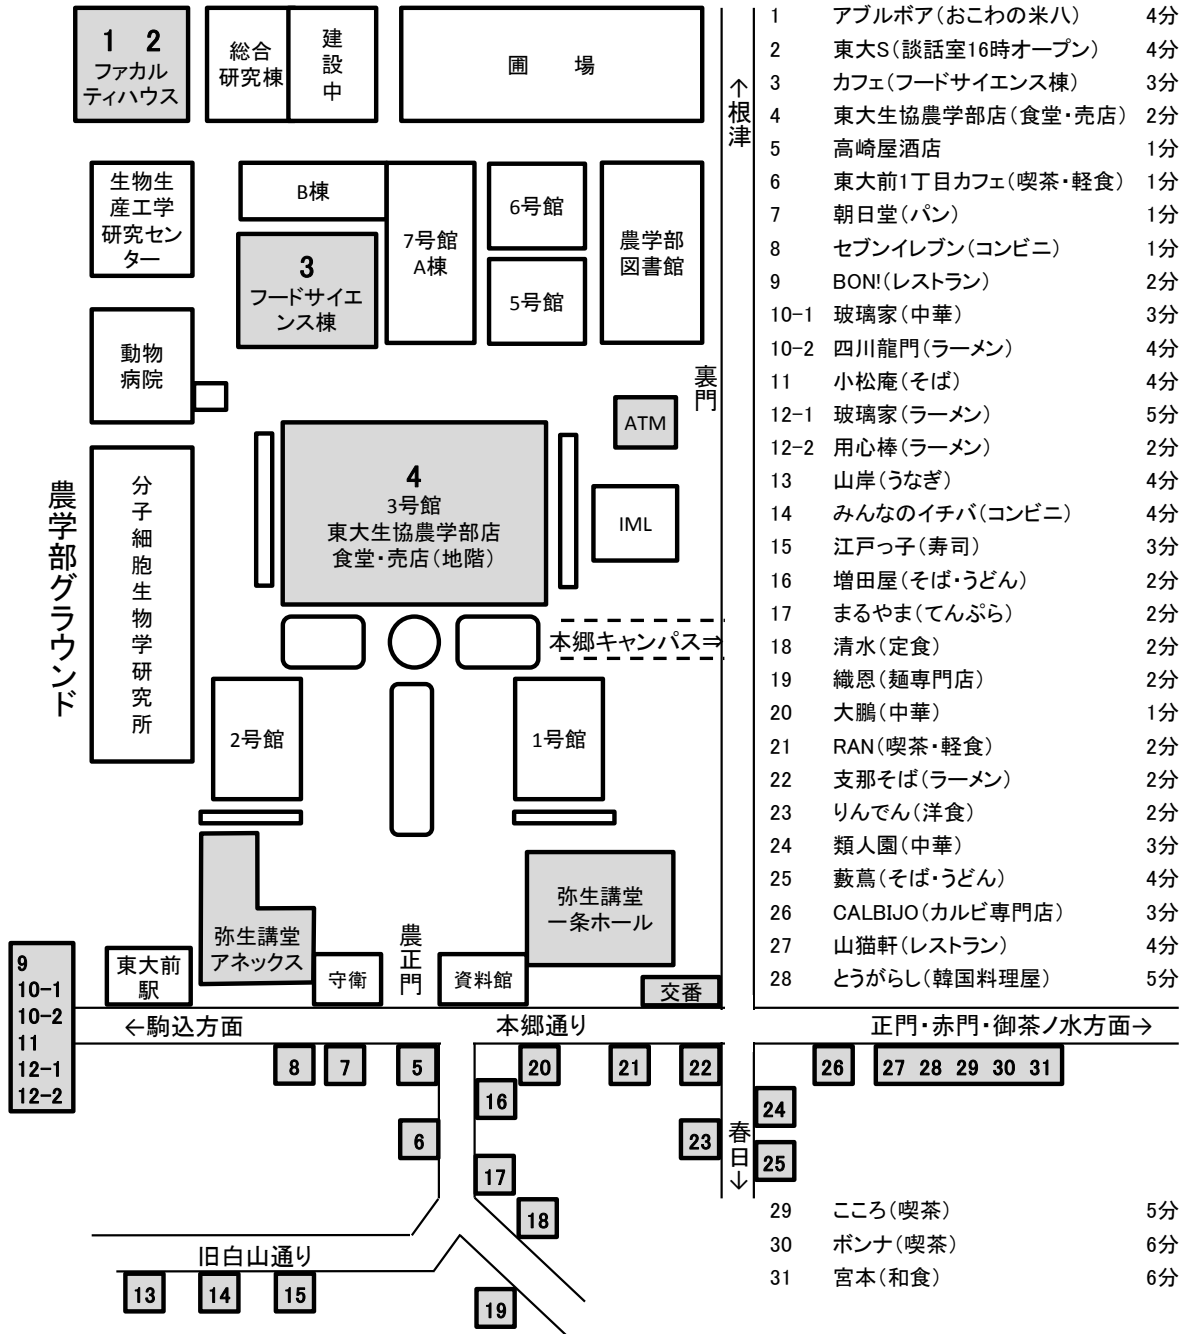 1 2
ファカル
ティハウス
総合
研究棟
建
設
中
圃 場
↑根津
生物生
産工学
研究セン
ター
B棟
3
フードサイエ
ンス棟
7号館
A棟
6号館
5号館
農学部
図書館
動物
病院
裏門
ATM
4
3号館
東大生協農学部店
食堂・売店(地階)
IML
農学部グラウンド
分子細胞生物学研究所
本郷キャンパス⇒
2号館
1号館
弥生講堂
アネックス
弥生講堂
一条ホール
農正門
東大前
駅
守衛
資料館
交番
9
10-1
10-2
11
12-1
12-2
←駒込方面
本郷通り
正門・赤門・御茶ノ水方面→
8
7
5
20
21
22
26
27 28 29 30 31
16
24
6
23
春日↓
17
25
18
旧白山通り
13
14
15
19
1 アブルボア(おこわの米八) 4分
2 東大S(談話室16時オープン) 4分
3 カフェ(フードサイエンス棟) 3分
4 東大生協農学部店(食堂・売店) 2分
5 高崎屋酒店 1分
6 東大前1丁目カフェ(喫茶・軽食) 1分
7 朝日堂(パン) 1分
8 セブンイレブン(コンビニ) 1分
9 BON!(レストラン) 2分
10-1 玻璃家(中華) 3分
10-2 四川龍門(ラーメン) 4分
11 小松庵(そば) 4分
12-1 玻璃家(ラーメン) 5分
12-2 用心棒(ラーメン) 2分
13 山岸(うなぎ) 4分
14 みんなのイチバ(コンビニ) 4分
15 江戸っ子(寿司) 3分
16 増田屋(そば・うどん) 2分
17 まるやま(てんぷら) 2分
18 清水(定食) 2分
19 織恩(麺専門店) 2分
20 大鵬(中華) 1分
21 RAN(喫茶・軽食) 2分
22 支那そば(ラーメン) 2分
23 りんでん(洋食) 2分
24 類人園(中華) 3分
25 藪蔦(そば・うどん) 4分
26 CALBIJO(カルビ専門店) 3分
27 山猫軒(レストラン) 4分
28 とうがらし(韓国料理屋) 5分
29 こころ(喫茶) 5分
30 ボンナ(喫茶) 6分
31 宮本(和食) 6分